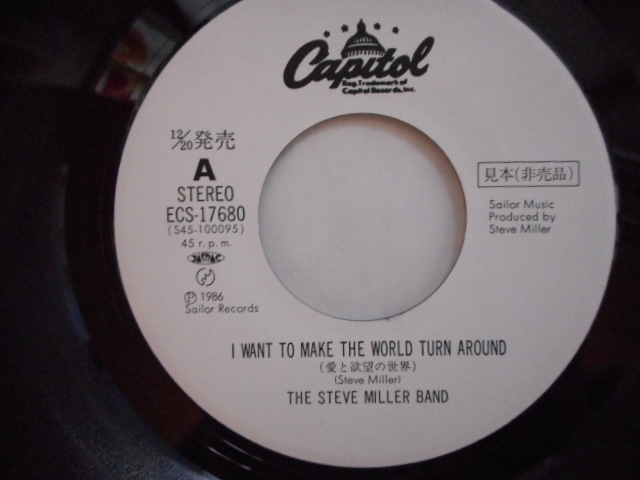 Capitol
Reg. Trademark of
Capitol Records, Inc.
12/20発売
A
STEREO
ECS-17680
(S45-100095)
45 r.p.m.
JASRAC
Ⓟ 1986
Sailor Records
見本(非売品)
Sailor Music
Produced by
Steve Miller
I WANT TO MAKE THE WORLD TURN AROUND
(愛と欲望の世界)
(Steve Miller)
THE STEVE MILLER BAND